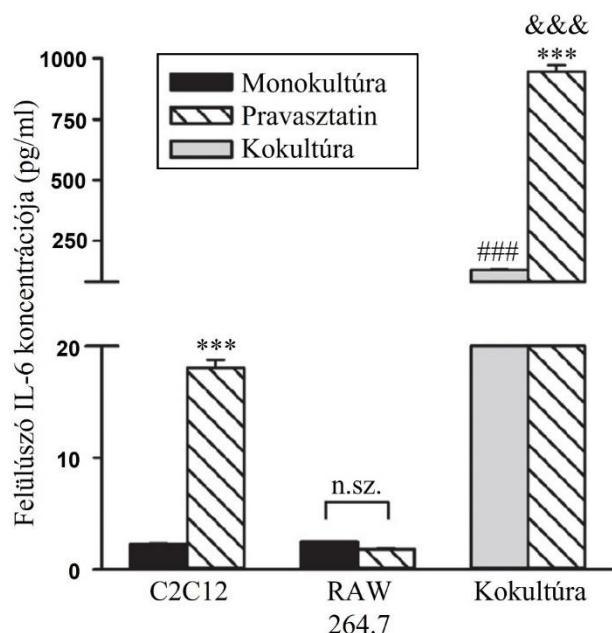 &&&
***
1000
750
500
250
Monokultúra
Pravasztatin
Kokultúra
###
Felülúszó IL-6 koncentrációja (pg/ml)
20
10
0
***
n.sz.
C2C12
RAW
264.7
Kokultúra